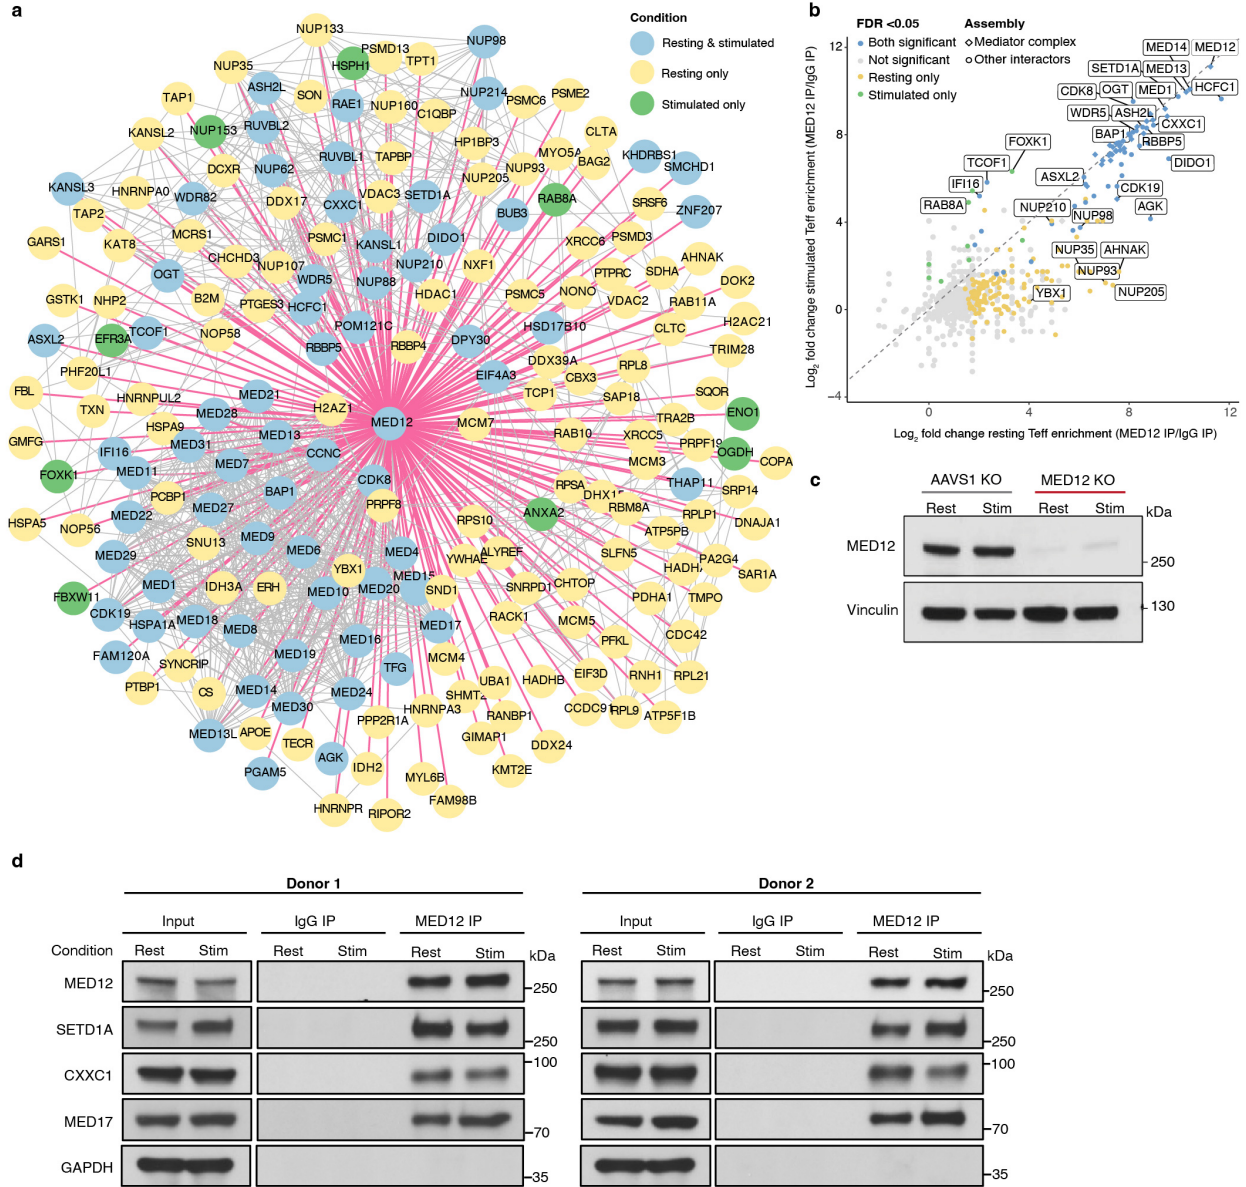 a
Condition
Resting & stimulated
Resting only
Stimulated only
NUP133
NUP98
PSMD13
HSPH1
TPT1
NUP35
ASH2L
SON
RAE1
NUP160
NUP214
PSMC6
PSME2
TAP1
C1QBP
KANSL2
NUP153
RUVBL2
HP1BP3
CLTA
DCXR
RUVBL1
TAPBP
NUP93
MYO5A
BAG2
KHDRBS1
SMCHD1
NUP62
NUP205
KANSL3
HNRNPA0
WDR82
DDX17
CXXC1
VDAC3
SETD1A
RAB8A
SRSF6
ZNF207
TAP2
BUB3
GARS1
KAT8
MCRS1
PSMC1
KANSL1
DIDO1
XRCC6
PSMD3
CHCHD3
NUP107
NUP210
NXF1
AHNAK
OGT
WDR5
NUP88
PTPRC
SDHA
DOK2
GSTK1
NHP2
B2M
PTGES3
HCFC1
HDAC1
PSMC5
NONO
VDAC2
RAB11A
H2AC21
ASXL2
EFR3A
TCOF1
NOP58
POM121C
HSD17B10
CLTC
RBBP5
RBBP4
DPY30
TRIM28
PHF20L1
EIF4A3
DDX39A
CBX3
RPL8
FBL
TXN
HNRNPUL2
MED21
TCP1
SAP18
SQOR
MED28
H2AZ1
MED12
MCM7
TRA2B
ENO1
GMFG
HSPA9
MED31
MED13
RAB10
XRCC5
PRPF19
OGDH
IFI16
MED7
CCNC
MCM3
COPA
FOXK1
MED11
CDK8
THAP11
SRP14
PCBP1
BAP1
PRPF8
RPSA
RBM8A
RPLP1
DNAJA1
HSPA5
NOP56
MED22
MED27
RPS10
ANXA2
ATP5PB
SNU13
MED9
MED6
MED4
ALYREF
SLFN5
PA2G4
MED29
YWHAE
SAR1A
MED1
IDH3A
ERH
YBX1
MED15
SND1
SNRPD1
CHTOP
PDHA1
TMPO
FBXW11
MED10
MED20
CDK19
HSPA1A
MED18
MED8
MED16
MED17
RACK1
MCM5
PFKL
CDC42
FAM120A
SYNCRIP
MED19
TFG
MCM4
EIF3D
RNH1
RPL21
PTBP1
CS
MED14
MED24
UBA1
HADHB
MED30
HNRNPA3
RANBP1
CCDC91
RPL9
ATP5F1B
MED13L
APOE
TECR
PPP2R1A
GIMAP1
DDX24
PGAM5
AGK
IDH2
MYL6B
KMT2E
HNRNPR
RIPOR2
FAM98B
b
FDR <0.05
Both significant
Not significant
Resting only
Stimulated only
Assembly
Mediator complex
Other interactors
Log2 fold change stimulated Teff enrichment (MED12 IP/IgG IP)
12
8
4
0
−4
MED14
MED12
SETD1A
MED13
CDK8
OGT
MED1
HCFC1
WDR5
ASH2L
CXXC1
FOXK1
BAP1
RBBP5
TCOF1
DIDO1
IFI16
ASXL2
CDK19
RAB8A
NUP210
NUP98
AGK
NUP35
AHNAK
NUP93
YBX1
NUP205
0
4
8
12
Log2 fold change resting Teff enrichment (MED12 IP/IgG IP)
c
AAVS1 KO
MED12 KO
Rest
Stim
Rest
Stim
kDa
MED12
250
Vinculin
130
d
Donor 1
Donor 2
Input
IgG IP
MED12 IP
Input
IgG IP
MED12 IP
Condition
Rest
Stim
Rest
Stim
Rest
Stim
kDa
Rest
Stim
Rest
Stim
Rest
Stim
kDa
MED12
250
250
SETD1A
250
250
CXXC1
100
100
MED17
70
70
GAPDH
35
35